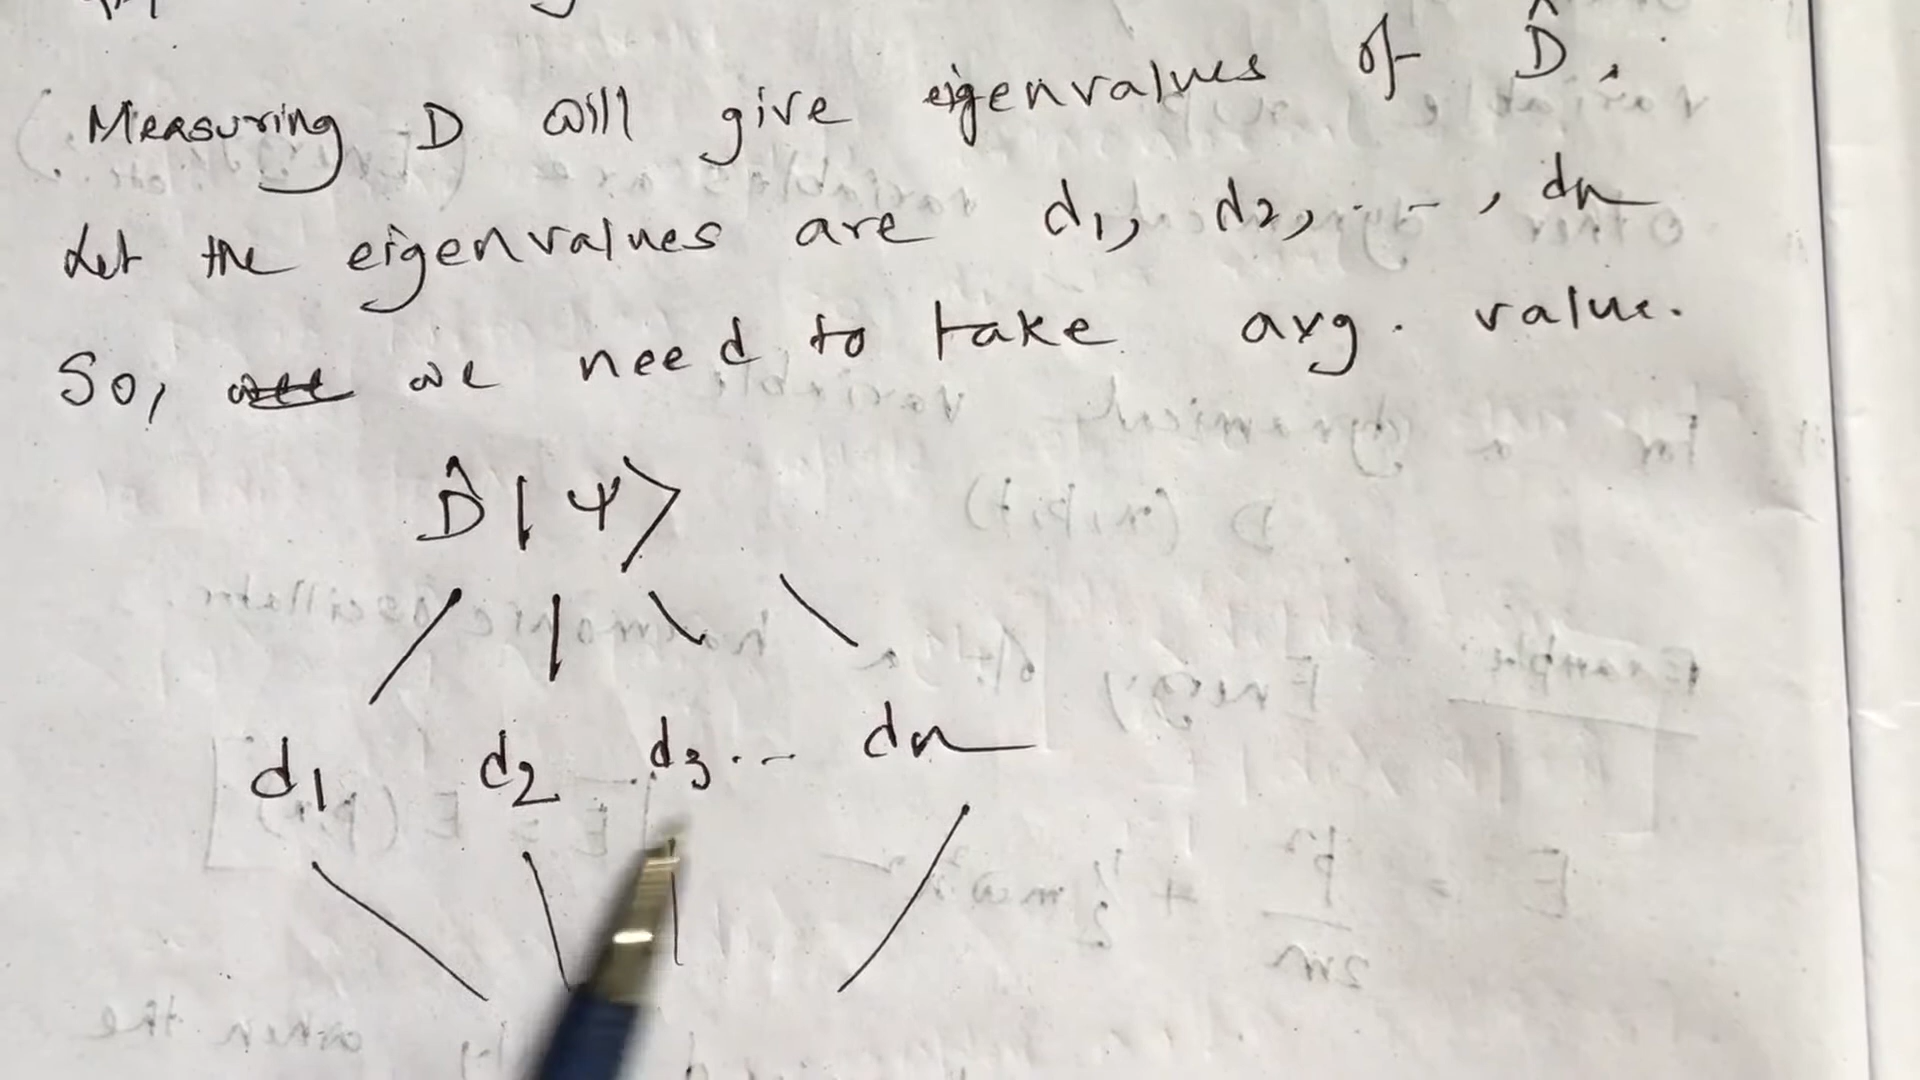 Measuring D will give eigenvalues of D̂.
Let the eigenvalues are d1, d2, . . - , dn
So, we need to take avg. value.
D̂ | Ψ⟩
d1 d2 d3 . . - dn